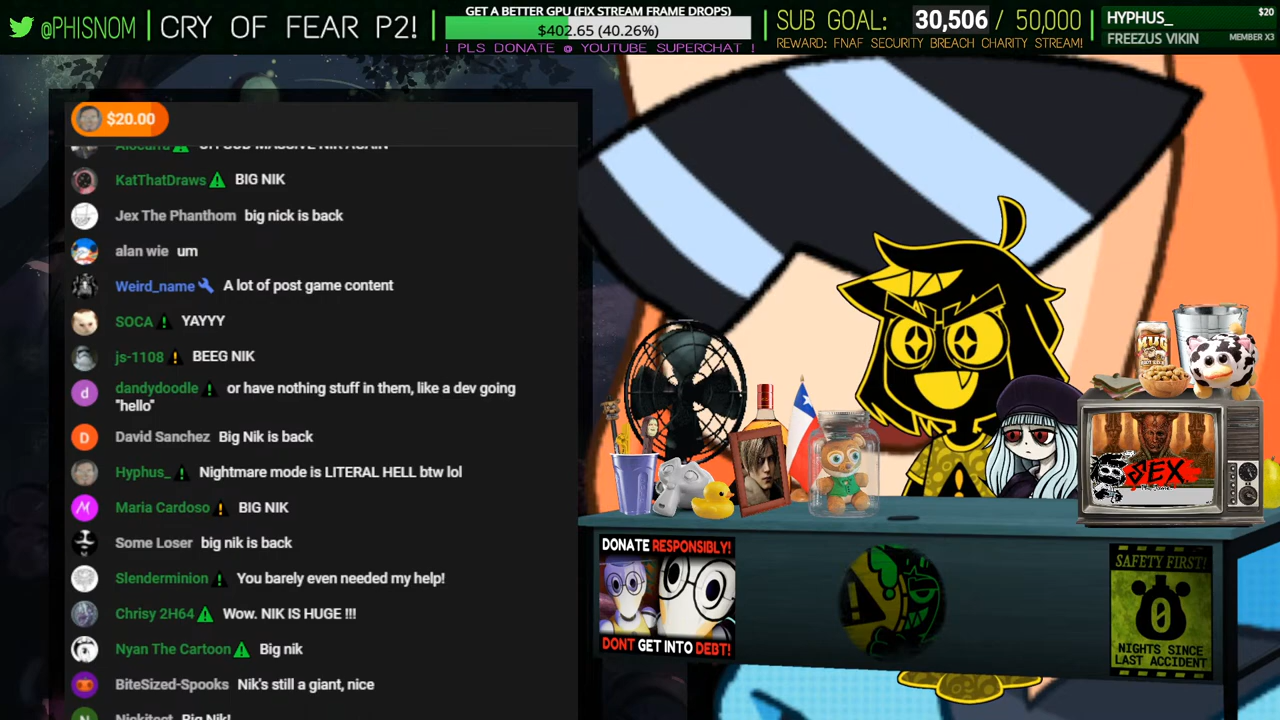 @PHISNOM
CRY OF FEAR P2!
GET A BETTER GPU (FIX STREAM FRAME DROPS)
$402.65 (40.26%)
! PLS DONATE @ YOUTUBE SUPERCHAT !
SUB GOAL: 30,506 / 50,000
REWARD: FNAF SECURITY BREACH CHARITY STREAM!
HYPHUS_ $20
FREEZUS VIKIN MEMBER X3
$20.00
MASSIVE NIK AGAIN
KatThatDraws BIG NIK
Jex The Phanthom big nick is back
alan wie um
Weird_name A lot of post game content
SOCA YAYYY
js-1108 BEEG NIK
dandydoodle or have nothing stuff in them, like a dev going
"hello"
David Sanchez Big Nik is back
Hyphus_ Nightmare mode is LITERAL HELL btw lol
Maria Cardoso BIG NIK
Some Loser big nik is back
Slenderminion You barely even needed my help!
Chrisy 2H64 Wow. NIK IS HUGE !!!
Nyan The Cartoon Big nik
BiteSized-Spooks Nik's still a giant, nice
Big Nik!
MUG
SEX
DONATE RESPONSIBLY!
DONT GET INTO DEBT!
SAFETY FIRST!
0
NIGHTS SINCE
LAST ACCIDENT